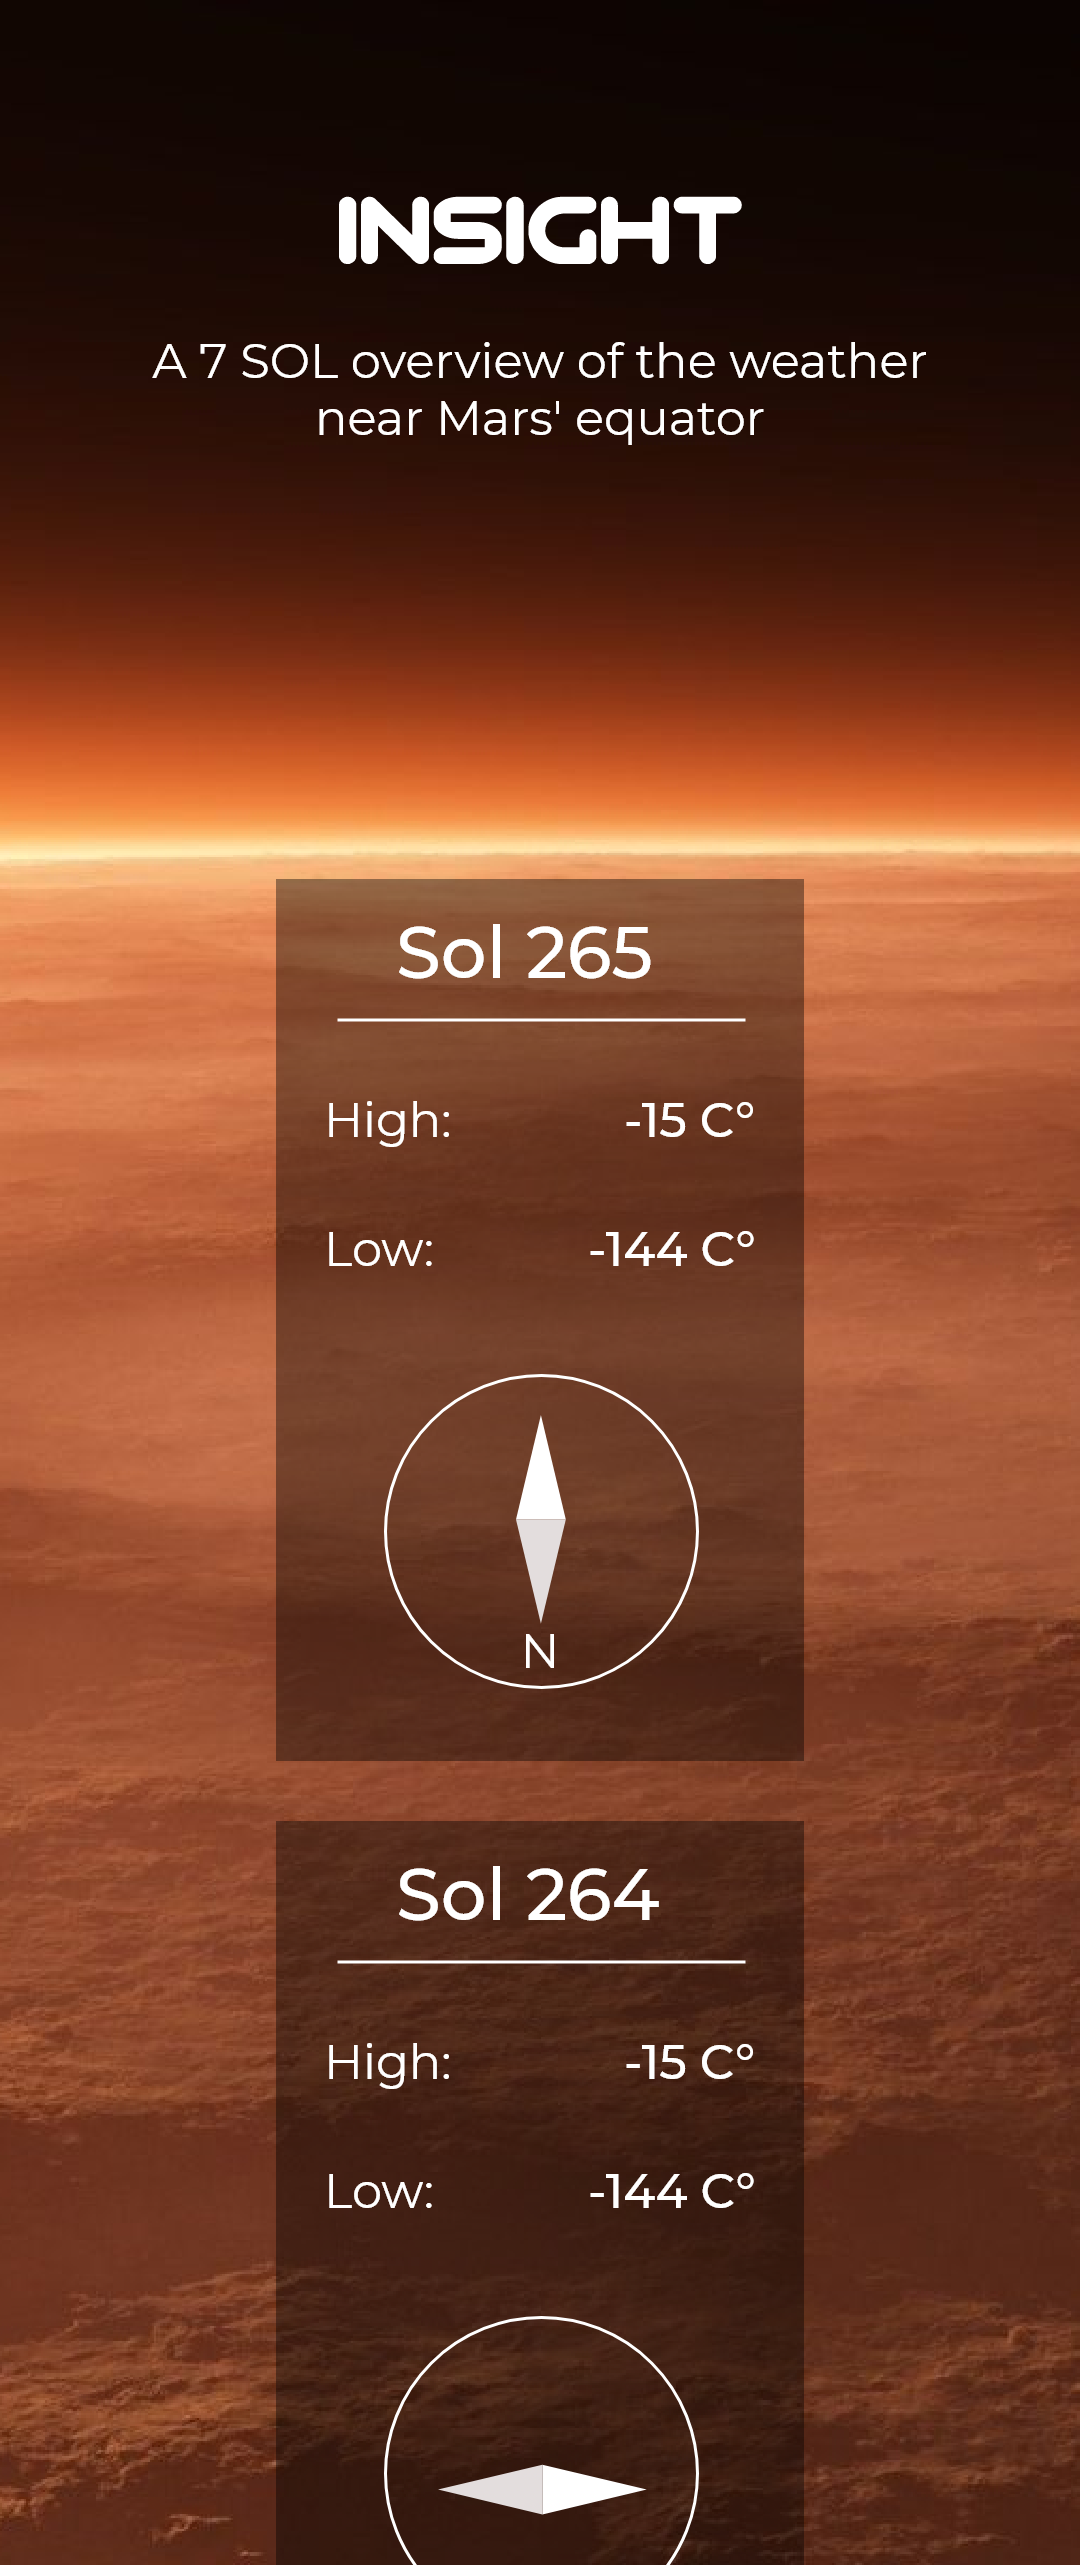 INSIGHT
A 7 SOL overview of the weather
near Mars' equator
Sol 265
High: -15 C°
Low: -144 C°
N
Sol 264
High: -15 C°
Low: -144 C°